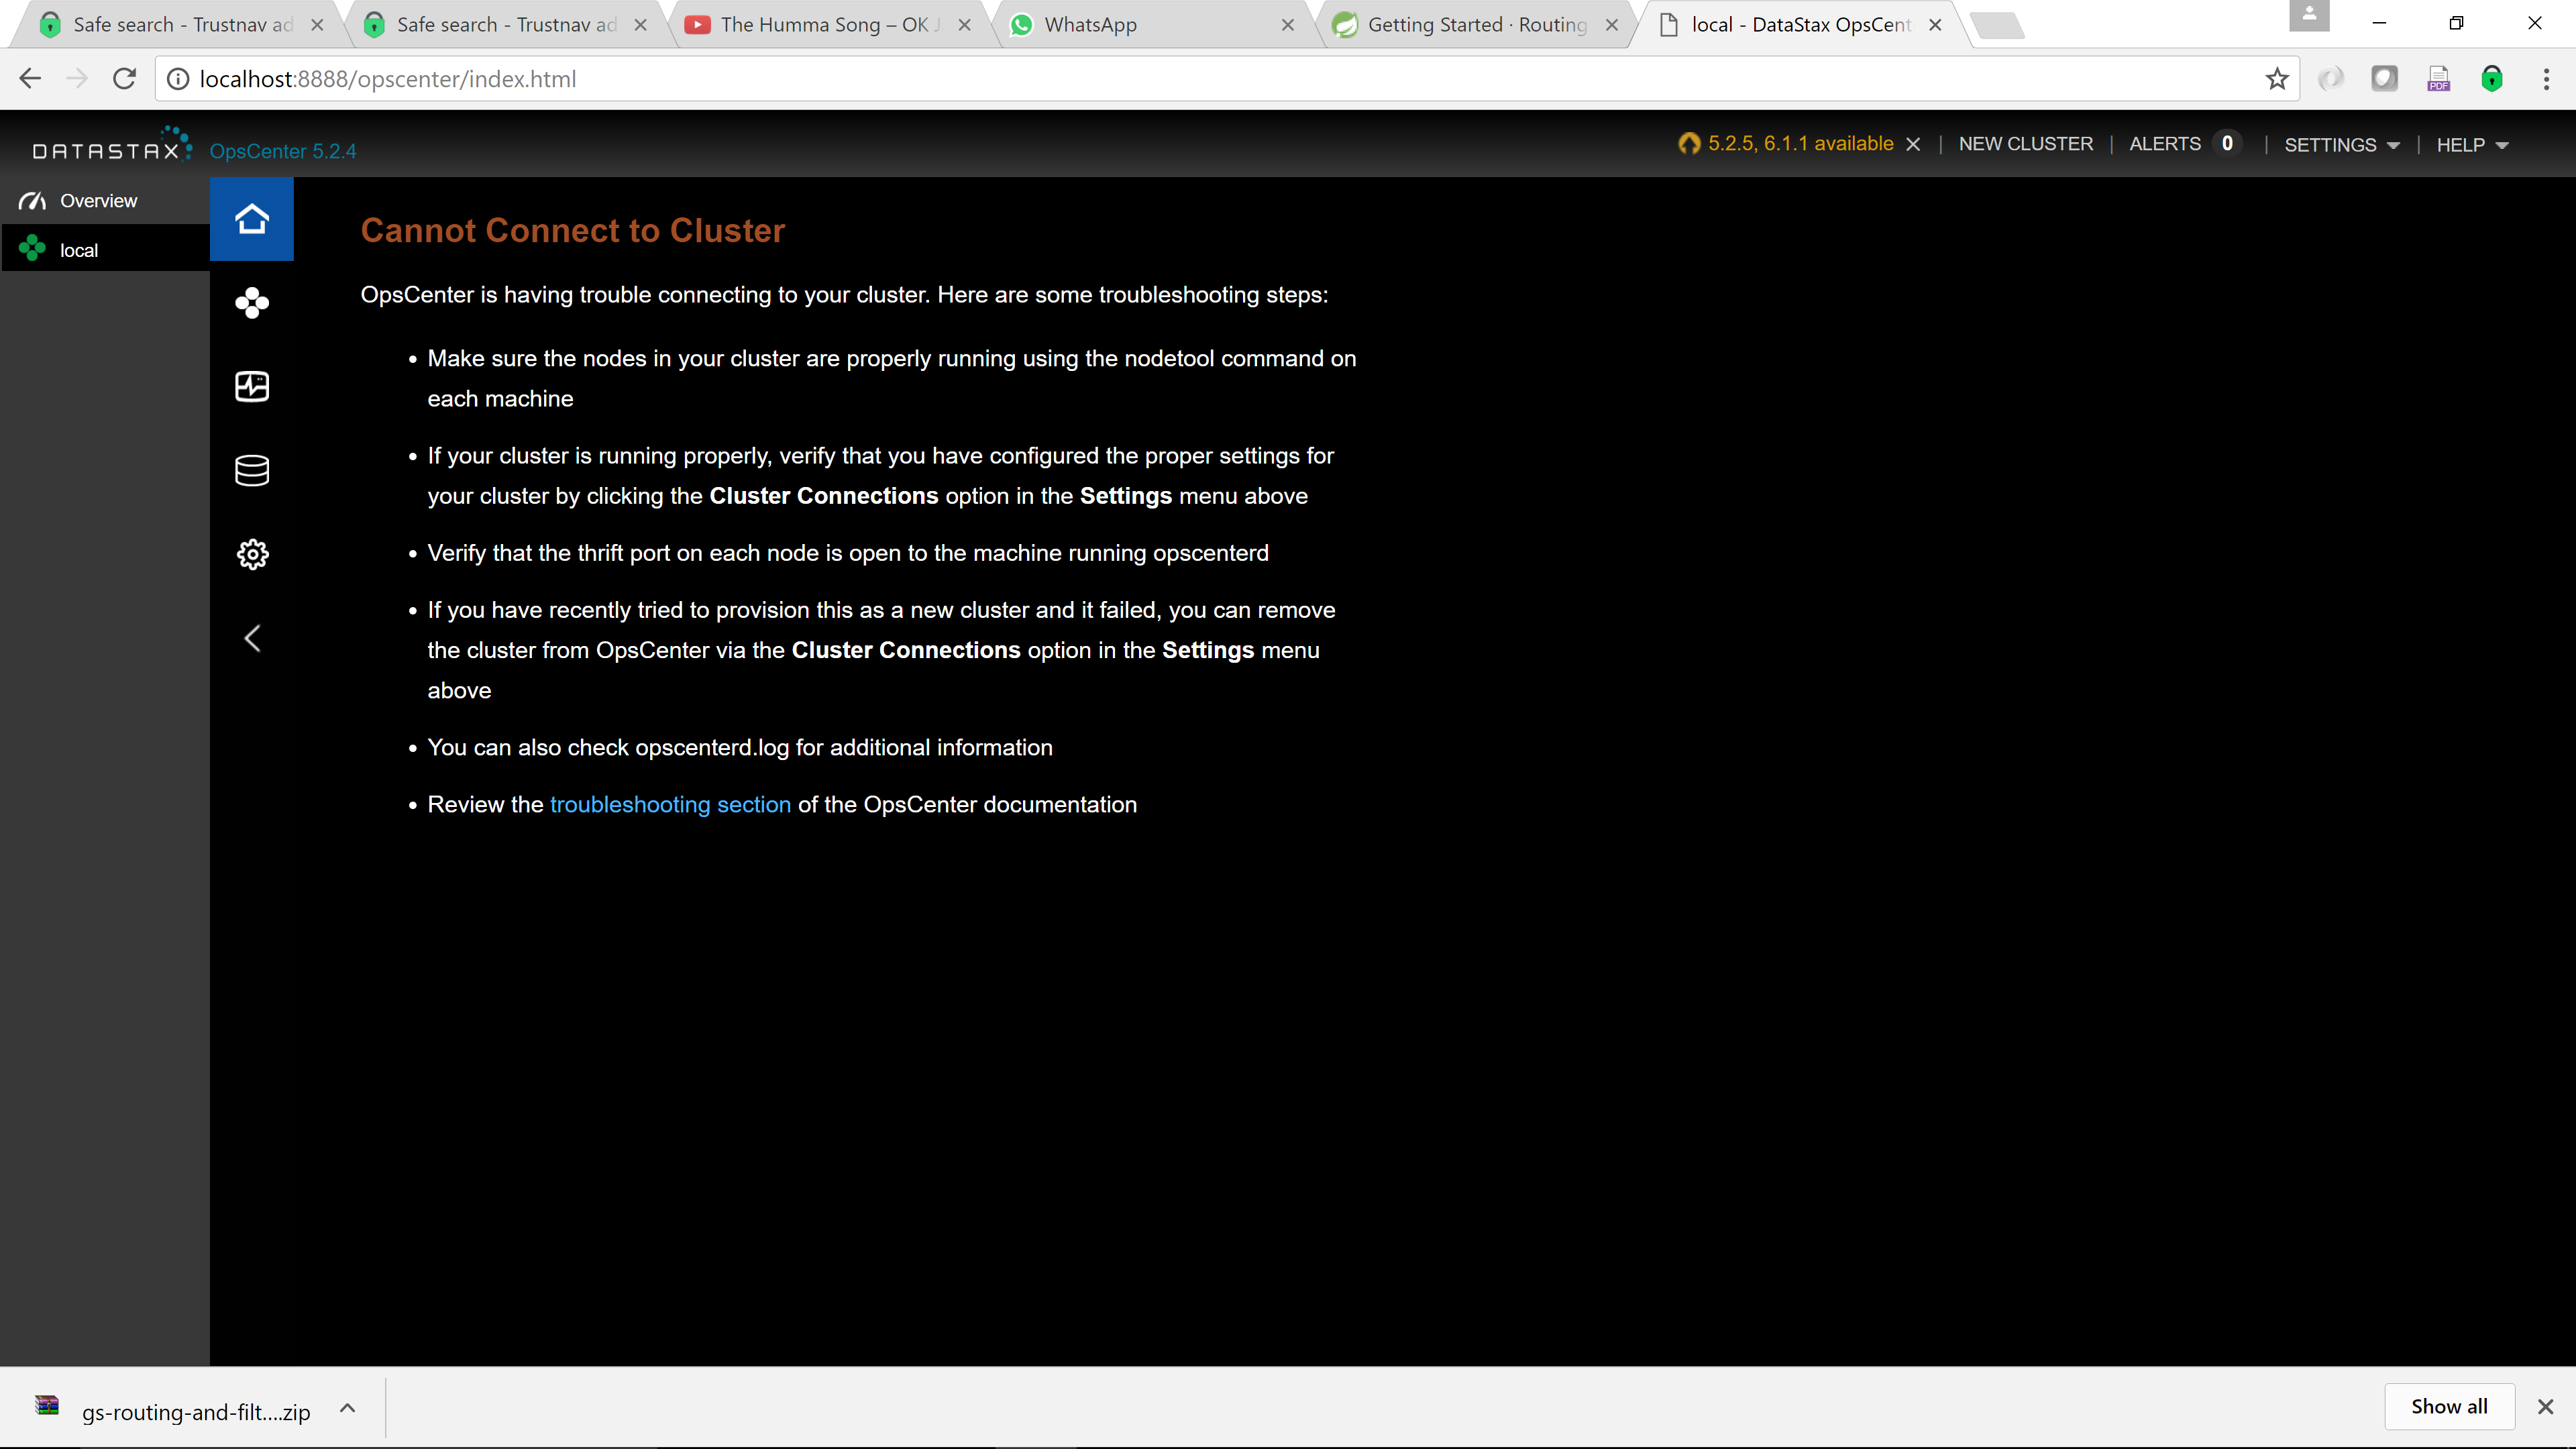 Safe search - Trustnav ad
Safe search - Trustnav ad
The Humma Song – OK J
WhatsApp
Getting Started · Routing
local - DataStax OpsCent
localhost:8888/opscenter/index.html
PDF
DATASTAX OpsCenter 5.2.4
5.2.5, 6.1.1 available
NEW CLUSTER
ALERTS 0
SETTINGS
HELP
Overview
local
Cannot Connect to Cluster
OpsCenter is having trouble connecting to your cluster. Here are some troubleshooting steps:
• Make sure the nodes in your cluster are properly running using the nodetool command on
each machine
• If your cluster is running properly, verify that you have configured the proper settings for
your cluster by clicking the Cluster Connections option in the Settings menu above
• Verify that the thrift port on each node is open to the machine running opscenterd
• If you have recently tried to provision this as a new cluster and it failed, you can remove
the cluster from OpsCenter via the Cluster Connections option in the Settings menu
above
• You can also check opscenterd.log for additional information
• Review the troubleshooting section of the OpsCenter documentation
gs-routing-and-filt....zip
Show all